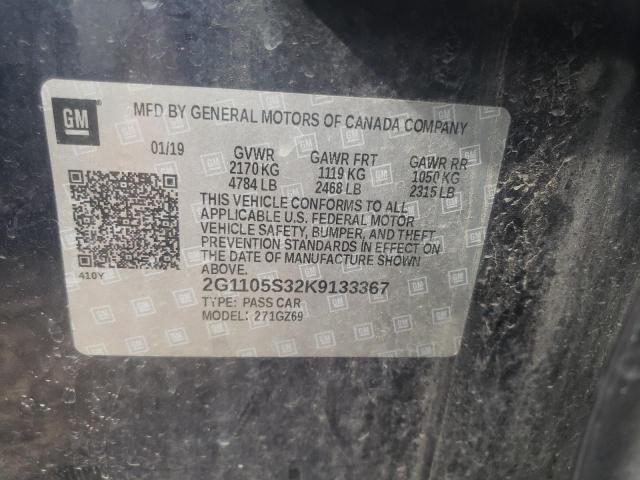 GM
MFD BY GENERAL MOTORS OF CANADA COMPANY
01/19 GVWR GAWR FRT GAWR RR
2170 KG 1119 KG 1050 KG
4784 LB 2468 LB 2315 LB
THIS VEHICLE CONFORMS TO ALL
APPLICABLE U.S. FEDERAL MOTOR
VEHICLE SAFETY, BUMPER, AND THEFT
PREVENTION STANDARDS IN EFFECT ON
THE DATE OF MANUFACTURE SHOWN
ABOVE.
410Y
2G1105S32K9133367
TYPE: PASS CAR
MODEL: 271GZ69